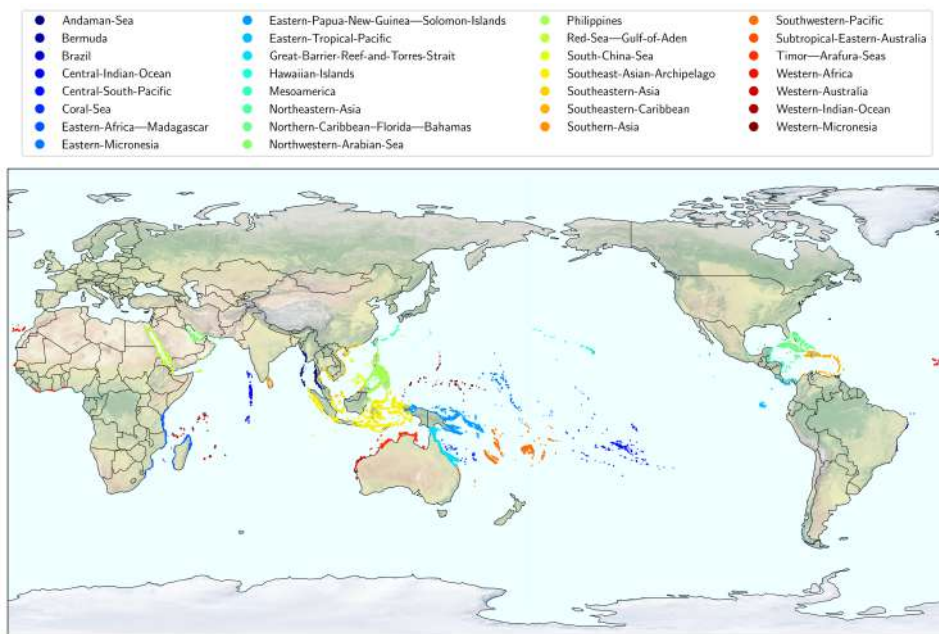 Andaman-Sea
Bermuda
Brazil
Central-Indian-Ocean
Central-South-Pacific
Coral-Sea
Eastern-Africa—Madagascar
Eastern-Micronesia
Eastern-Papua-New-Guinea—Solomon-Islands
Eastern-Tropical-Pacific
Great-Barrier-Reef-and-Torres-Strait
Hawaiian-Islands
Mesoamerica
Northeastern-Asia
Northern-Caribbean–Florida—Bahamas
Northwestern-Arabian-Sea
Philippines
Red-Sea—Gulf-of-Aden
South-China-Sea
Southeast-Asian-Archipelago
Southeastern-Asia
Southeastern-Caribbean
Southern-Asia
Southwestern-Pacific
Subtropical-Eastern-Australia
Timor—Arafura-Seas
Western-Africa
Western-Australia
Western-Indian-Ocean
Western-Micronesia